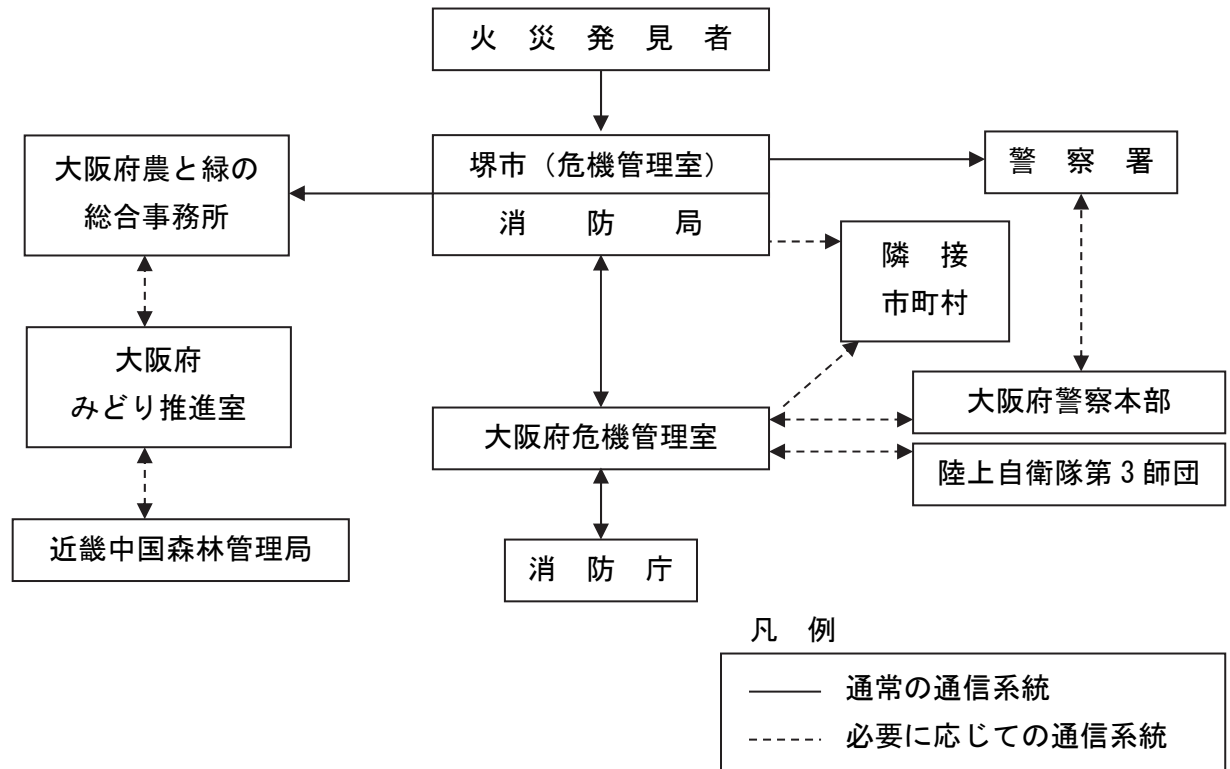 火災発見者
堺市（危機管理室）
消防局
大阪府農と緑の
総合事務所
警察署
隣接
市町村
大阪府
みどり推進室
大阪府危機管理室
大阪府警察本部
陸上自衛隊第3師団
近畿中国森林管理局
消防庁
凡例
通常の通信系統
必要に応じての通信系統